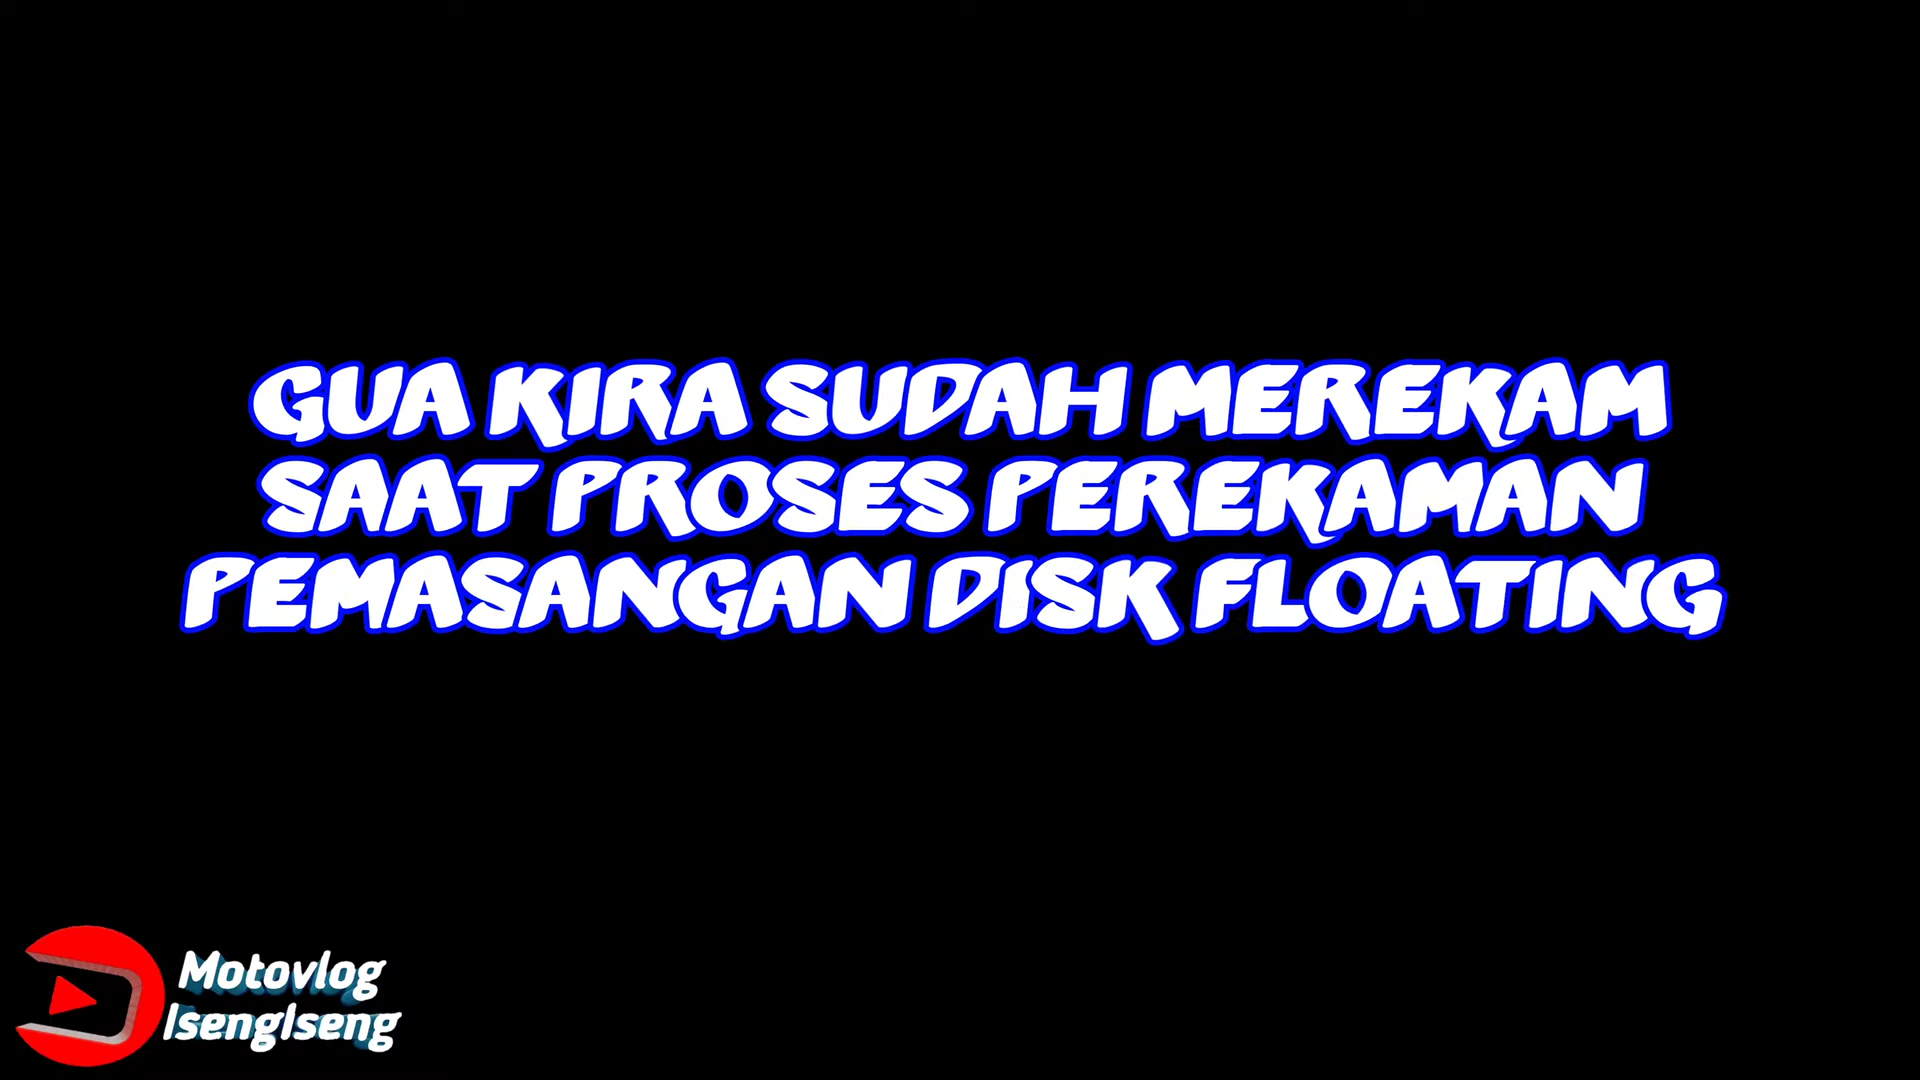 GUA KIRA SUDAH MEREKAM
SAAT PROSES PEREKAMAN
PEMASANGAN DISK FLOATING
Motovlog
IsengIseng